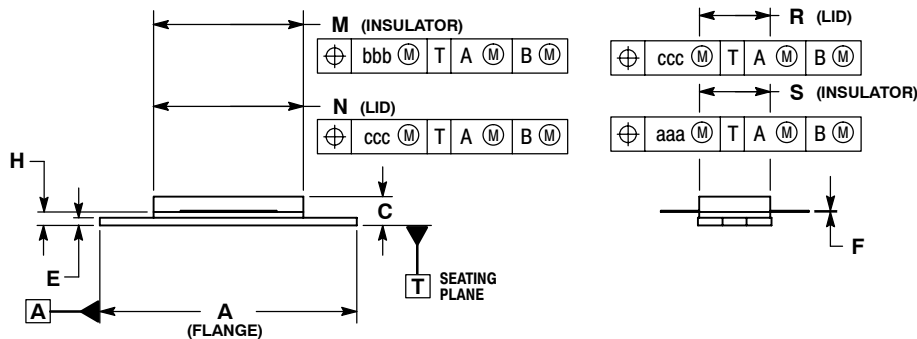 M (INSULATOR)
⌖ bbb Ⓜ T A Ⓜ B Ⓜ
N (LID)
⌖ ccc Ⓜ T A Ⓜ B Ⓜ
R (LID)
⌖ ccc Ⓜ T A Ⓜ B Ⓜ
S (INSULATOR)
⌖ aaa Ⓜ T A Ⓜ B Ⓜ
H
C
E
F
T SEATING
PLANE
A
A
(FLANGE)